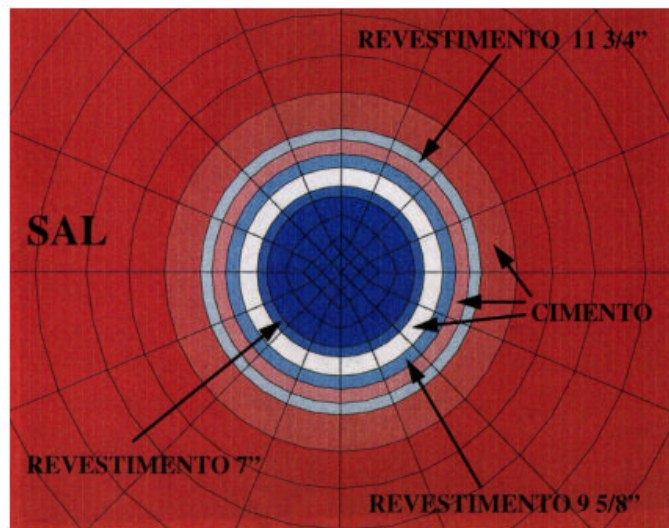 REVESTIMENTO 11 3/4”
SAL
CIMENTO
REVESTIMENTO 7”
REVESTIMENTO 9 5/8”